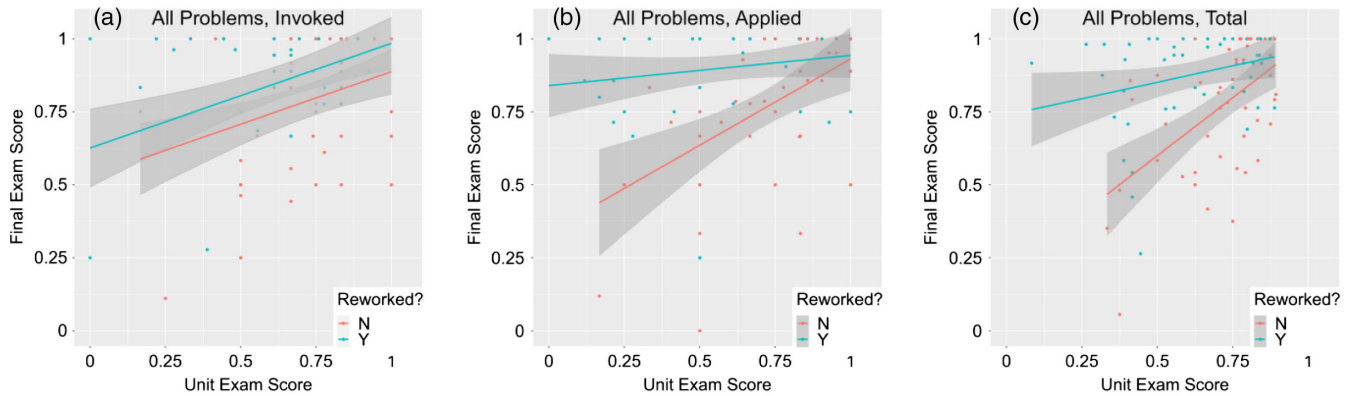 (a) All Problems, Invoked
1
0.75
0.5
0.25
0
Final Exam Score
0 0.25 0.5 0.75 1
Unit Exam Score
Reworked?
N
Y
(b) All Problems, Applied
1
0.75
0.5
0.25
0
Final Exam Score
0 0.25 0.5 0.75 1
Unit Exam Score
Reworked?
N
Y
(c) All Problems, Total
1
0.75
0.5
0.25
0
Final Exam Score
0 0.25 0.5 0.75 1
Unit Exam Score
Reworked?
N
Y